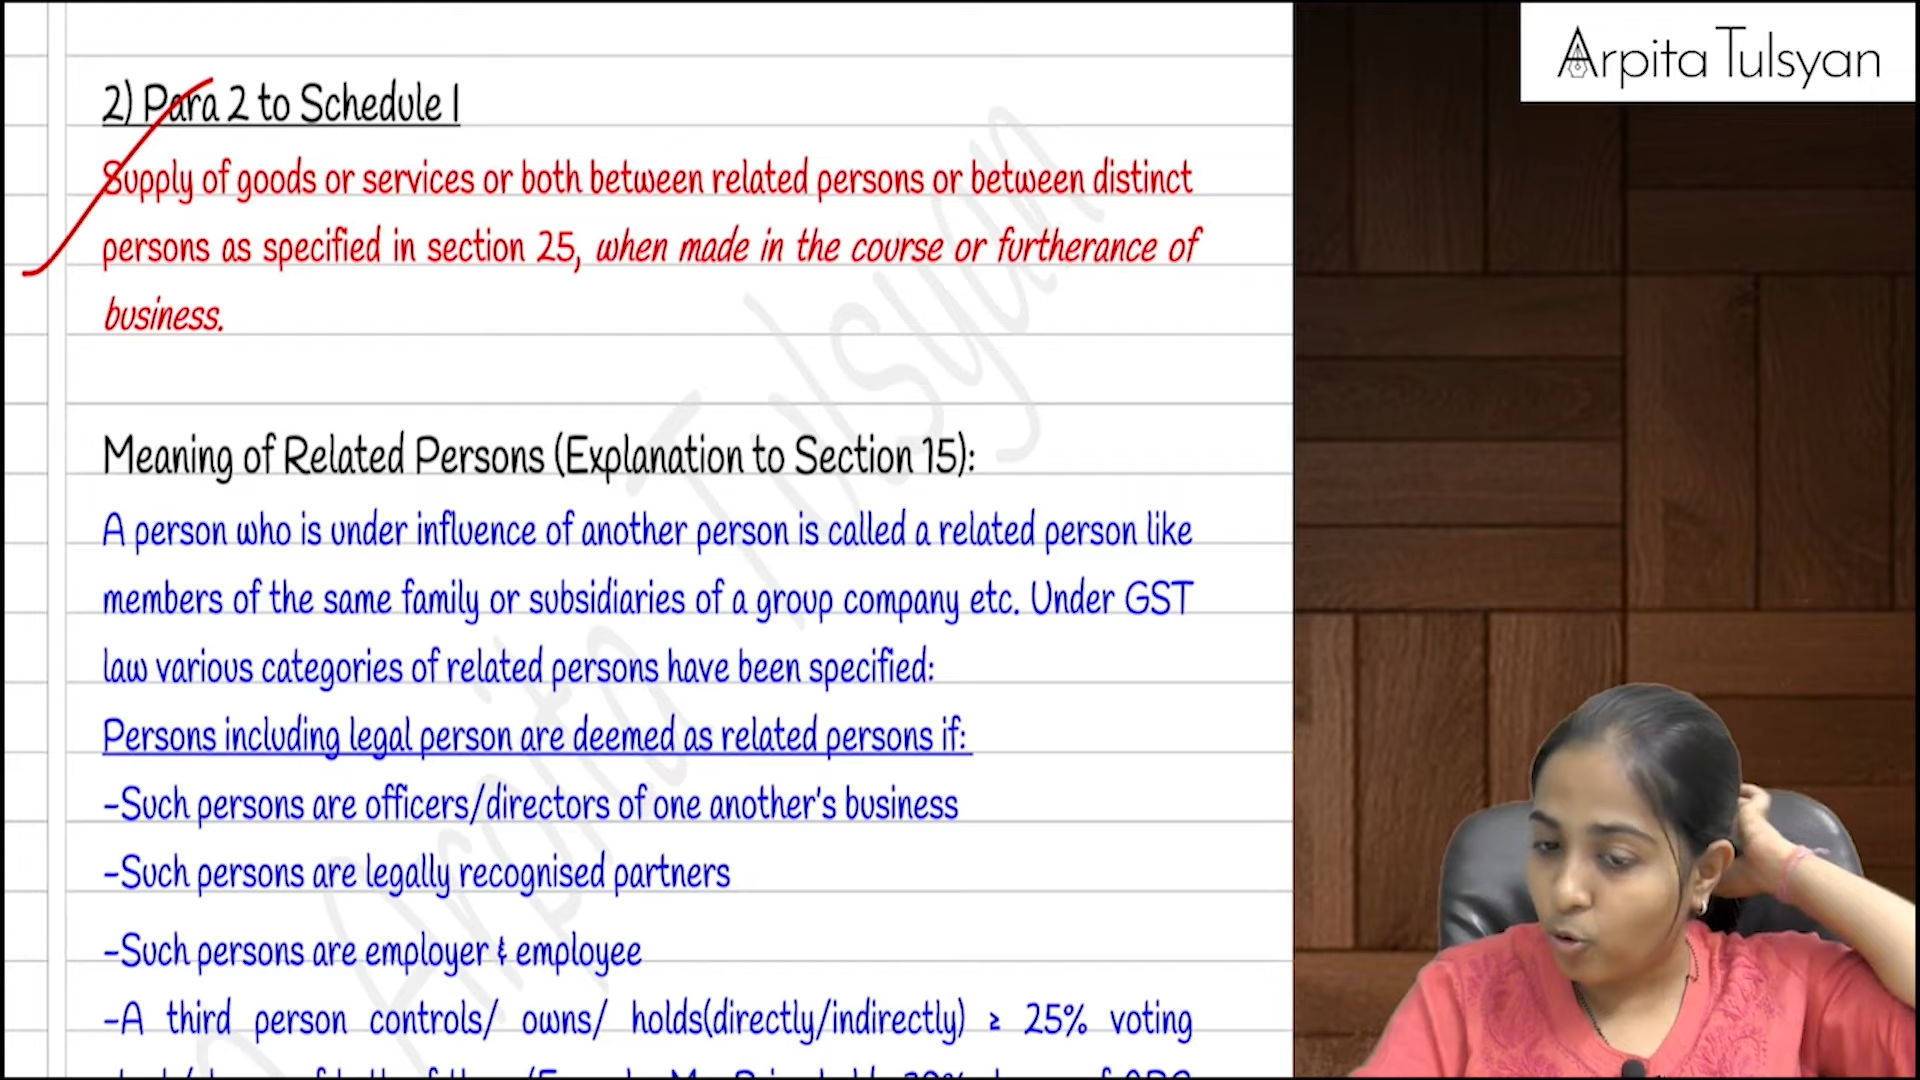 Arpita Tulsyan
2) Para 2 to Schedule I
Supply of goods or services or both between related persons or between distinct
persons as specified in section 25, when made in the course or furtherance of
business.
Meaning of Related Persons (Explanation to Section 15):
A person who is under influence of another person is called a related person like
members of the same family or subsidiaries of a group company etc. Under GST
law various categories of related persons have been specified:
Persons including legal person are deemed as related persons if:
-Such persons are officers/directors of one another's business
-Such persons are legally recognised partners
-Such persons are employer & employee
-A third person controls/ owns/ holds(directly/indirectly) ≥ 25% voting
Arpita Tulsyan